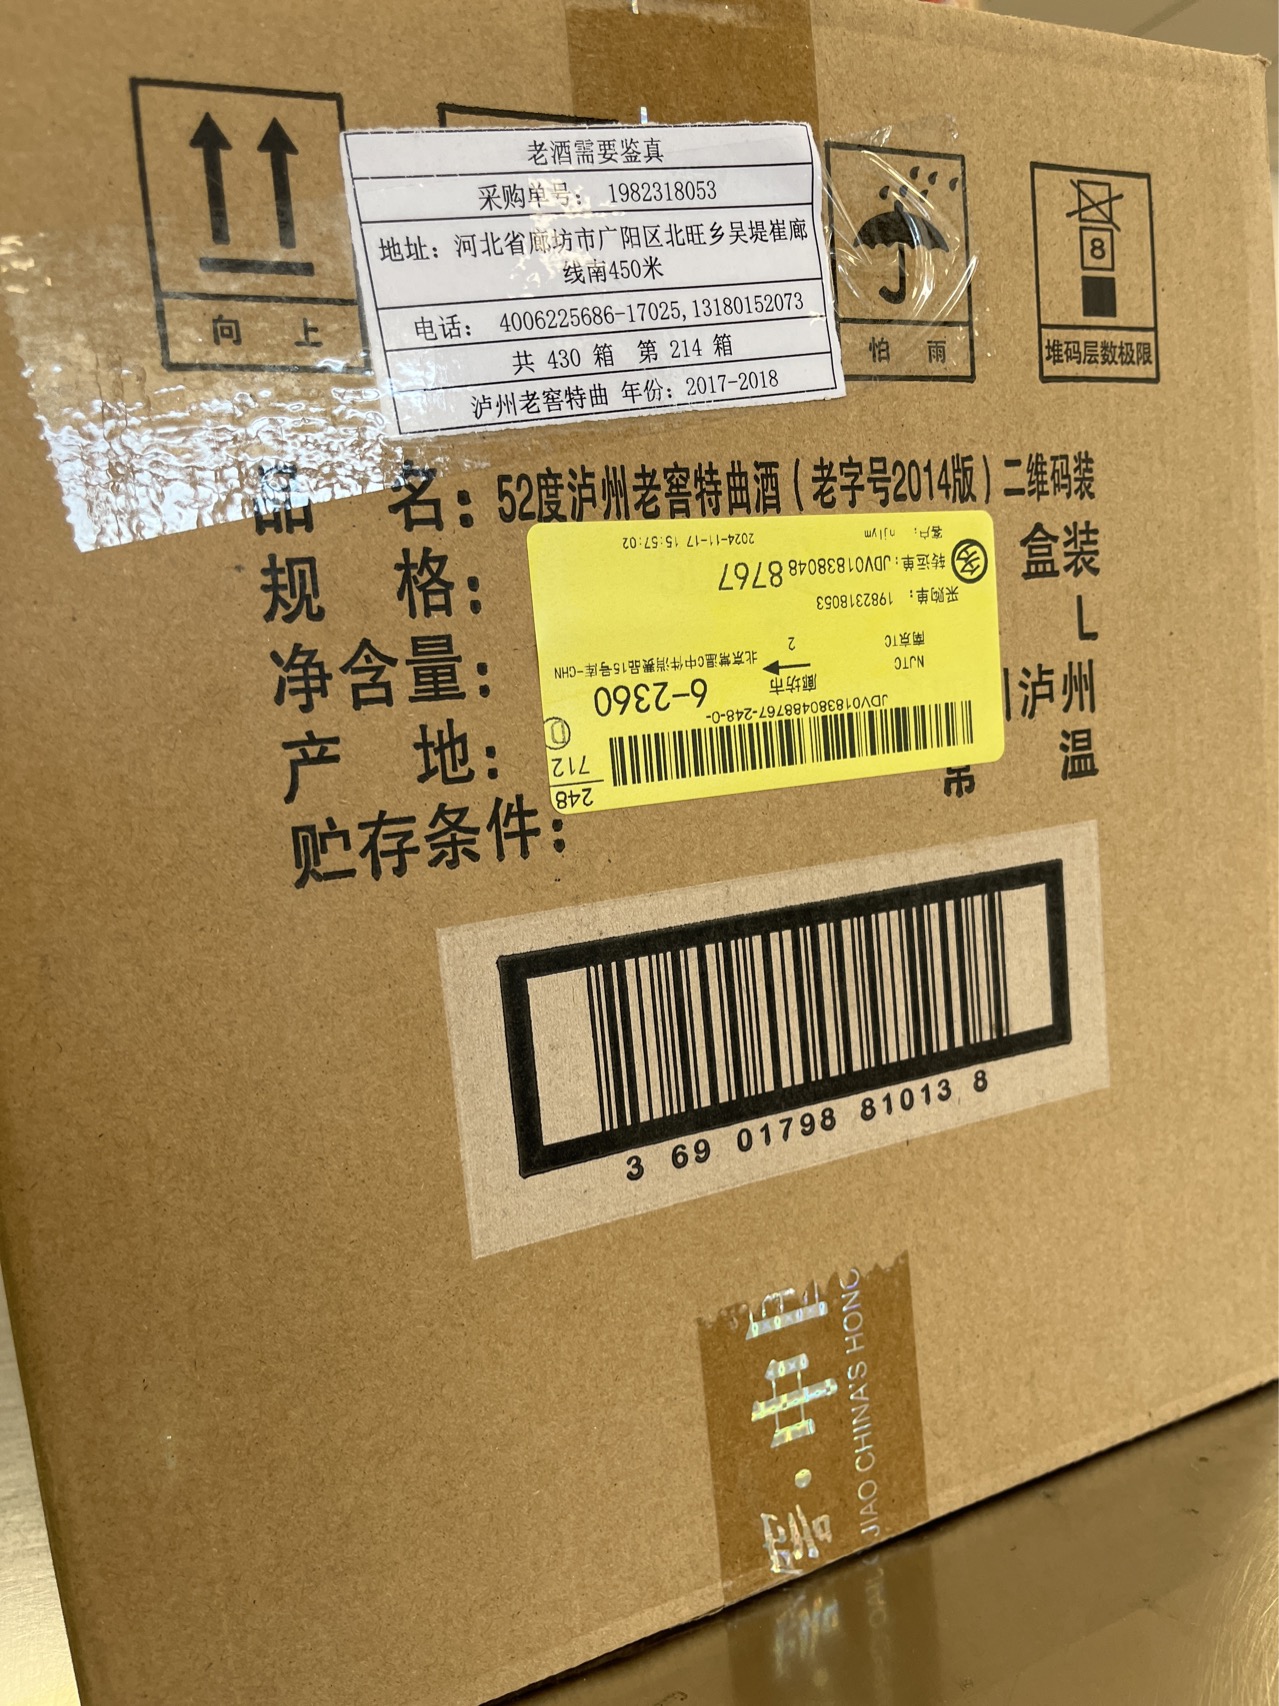 老酒需要鉴真
采购单号： 1982318053
地址：河北省廊坊市广阳区北旺乡吴堤崔廊
线南450米
电话： 4006225686-17025,13180152073
共 430 箱 第 214 箱
泸州老窖特曲 年份：2017-2018
向 上
怕 雨
8
堆码层数极限
品 名：52度泸州老窖特曲酒（老字号2014版）二维码装
规 格： 盒装
净含量： L
产 地： 泸州
贮存条件： 温
248
712
JDV018380488767-248-0-
6-2360
廊坊市
NJTC
北京常温C中件消费品15号库-CHN
2
南京TC
采购单： 1982318053
转运单：JDV018380488767
客户： njlym
2024-11-17 15:57:02
3 69 01798 81013 8
JIAO CHINA'S HONG